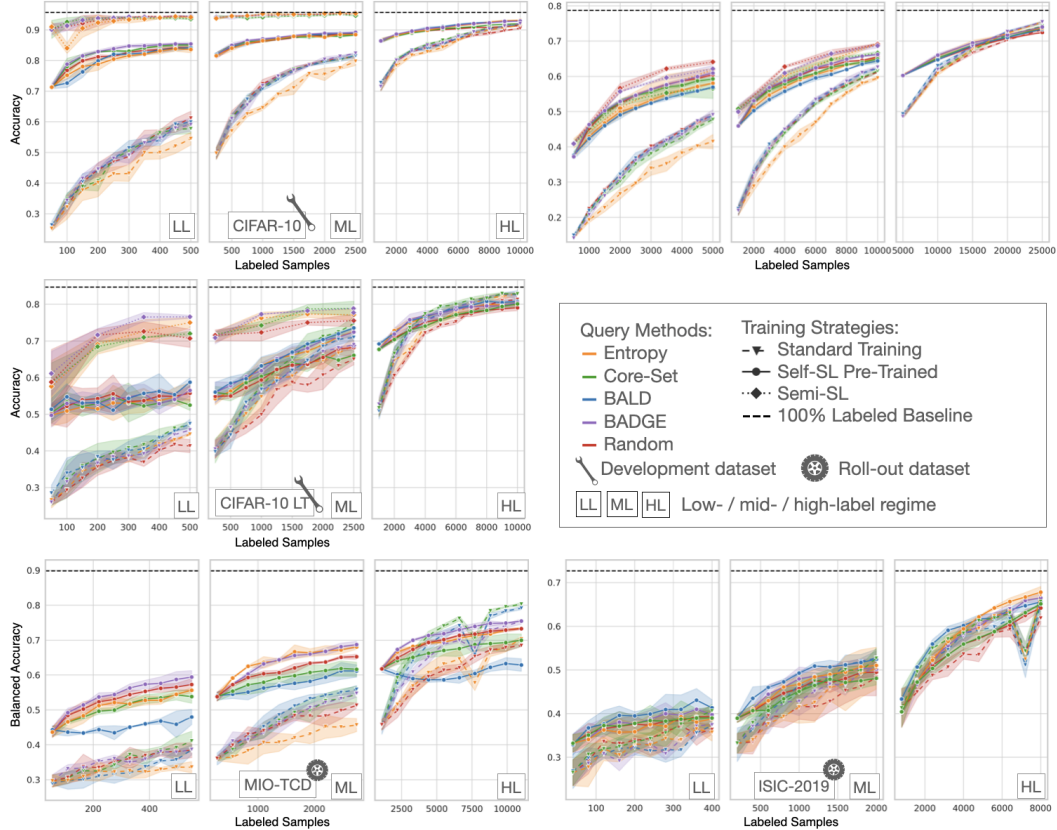 Accuracy
0.9
0.8
0.7
0.6
0.5
0.4
0.3
100 200 300 400 500
LL
CIFAR-10
500 1000 1500 2000 2500
ML
Labeled Samples
2000 4000 6000 8000 10000
HL
0.8
0.7
0.6
0.5
0.4
0.3
0.2
1000 2000 3000 4000 5000
2000 4000 6000 8000 10000
5000 10000 15000 20000 25000
Labeled Samples
Accuracy
0.8
0.7
0.6
0.5
0.4
0.3
100 200 300 400 500
LL
CIFAR-10 LT
500 1000 1500 2000 2500
ML
Labeled Samples
2000 4000 6000 8000 10000
HL
Query Methods:
Entropy
Core-Set
BALD
BADGE
Random
Training Strategies:
Standard Training
Self-SL Pre-Trained
Semi-SL
100% Labeled Baseline
Development dataset
Roll-out dataset
LL ML HL Low- / mid- / high-label regime
Balanced Accuracy
0.9
0.8
0.7
0.6
0.5
0.4
0.3
200 400
LL
MIO-TCD
1000 2000
ML
Labeled Samples
2500 5000 7500 10000
HL
0.7
0.6
0.5
0.4
0.3
100 200 300 400
LL
ISIC-2019
500 1000 1500 2000
ML
Labeled Samples
2000 4000 6000 8000
HL